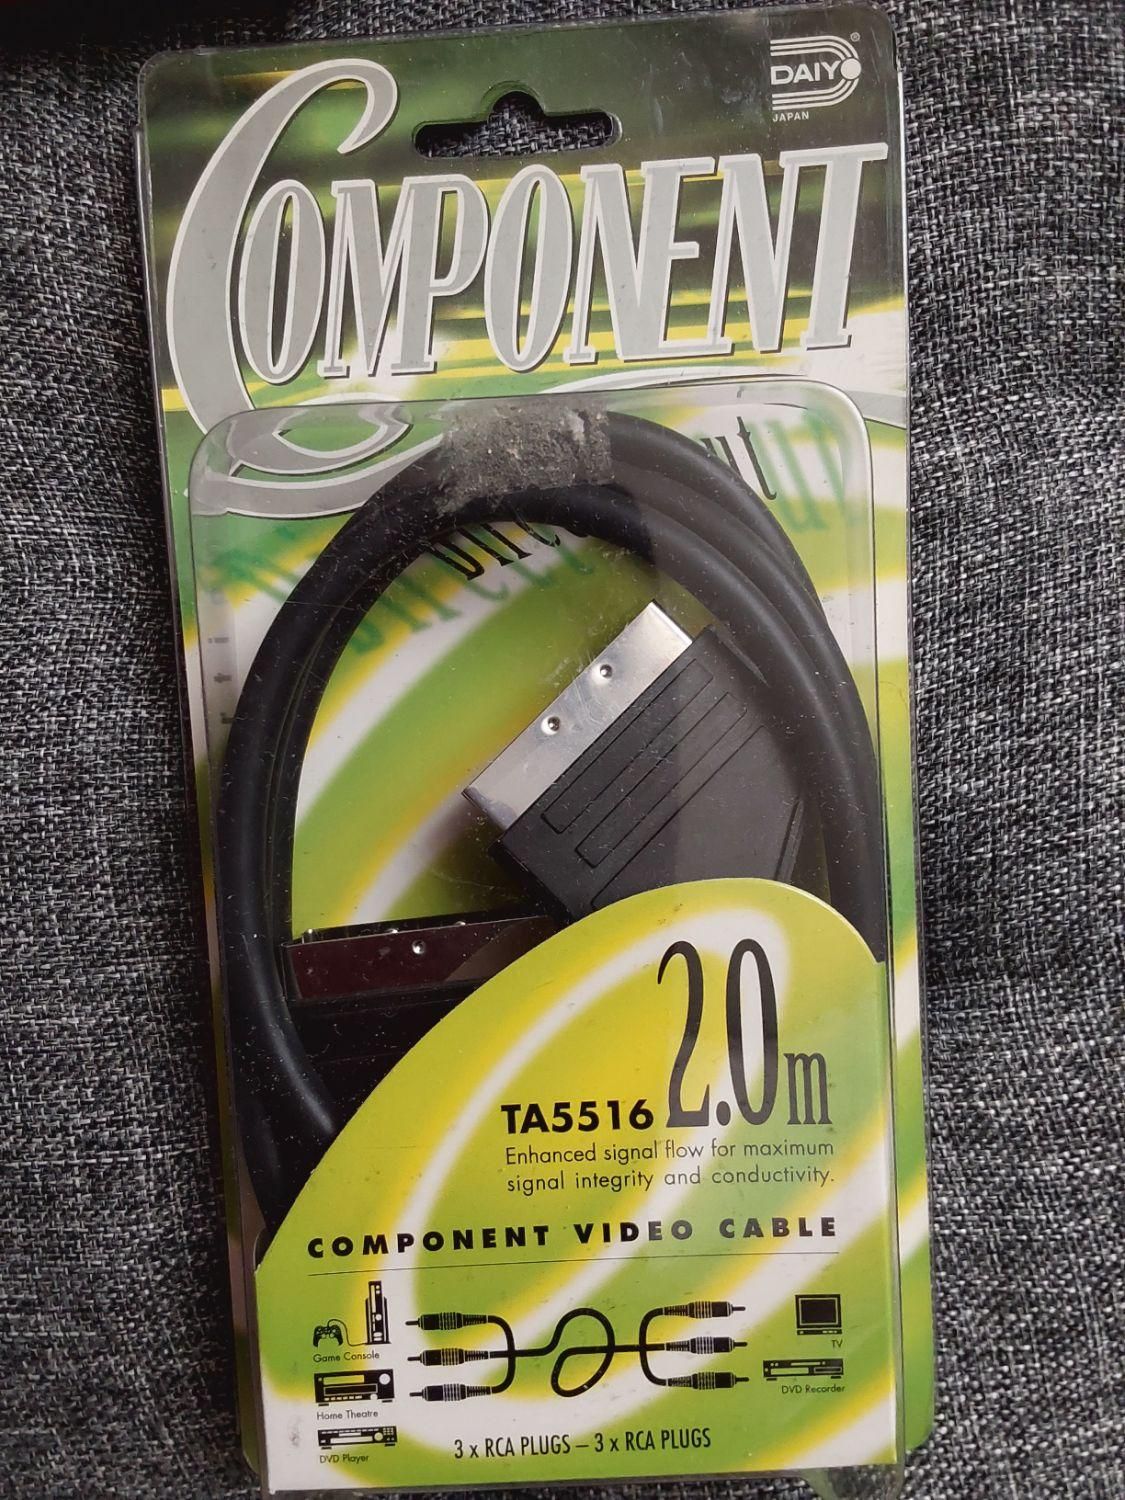 DAIYO®
JAPAN
COMPONENT
TA5516 2.0m
Enhanced signal flow for maximum
signal integrity and conductivity.
COMPONENT VIDEO CABLE
Game Console
TV
Home Theatre
DVD Recorder
DVD Player
3 x RCA PLUGS – 3 x RCA PLUGS